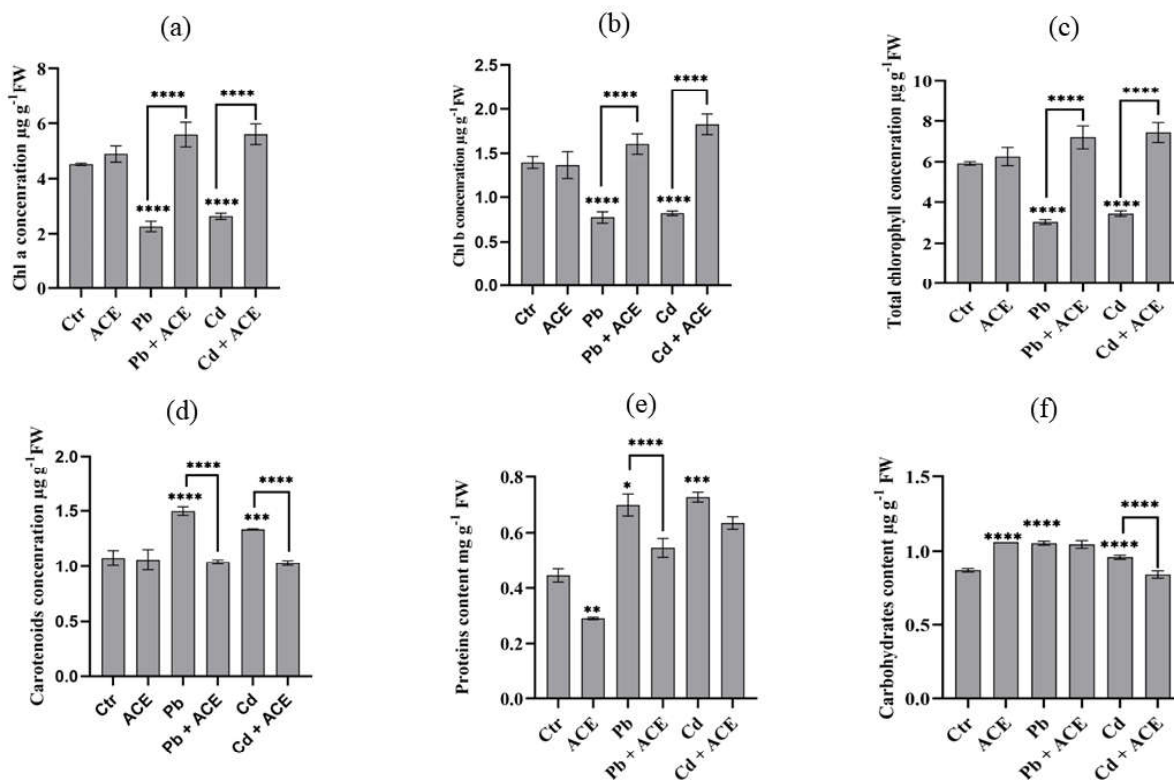 (a)
Chl a concenration µg g-1FW
8
6
4
2
0
****
****
****
****
Ctr
ACE
Pb
Pb + ACE
Cd
Cd + ACE
(b)
Chl b concenration µg g-1FW
2.5
2.0
1.5
1.0
0.5
0.0
****
****
****
****
Ctr
ACE
Pb
Pb + ACE
Cd
Cd + ACE
(c)
Total chlorophyll concenration µg g-1FW
10
8
6
4
2
0
****
****
****
****
Ctr
ACE
Pb
Pb + ACE
Cd
Cd + ACE
(d)
Carotenoids concenration µg g-1FW
2.0
1.5
1.0
0.5
0.0
****
****
****
***
Ctr
ACE
Pb
Pb + ACE
Cd
Cd + ACE
(e)
Proteins content mg g-1 FW
0.8
0.6
0.4
0.2
0.0
****
*
***
**
Ctr
ACE
Pb
Pb + ACE
Cd
Cd + ACE
(f)
Carbohydrates content µg g-1 FW
1.5
1.0
0.5
0.0
****
****
****
****
Ctr
ACE
Pb
Pb + ACE
Cd
Cd + ACE